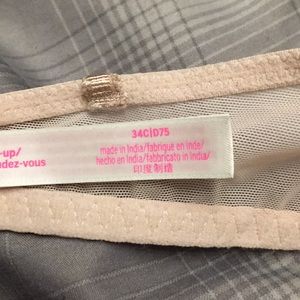 34C|D75
made in India/fabriqué en Inde/
hecho en India/fabbricato in India/
印度制造
-up/
dez-vous